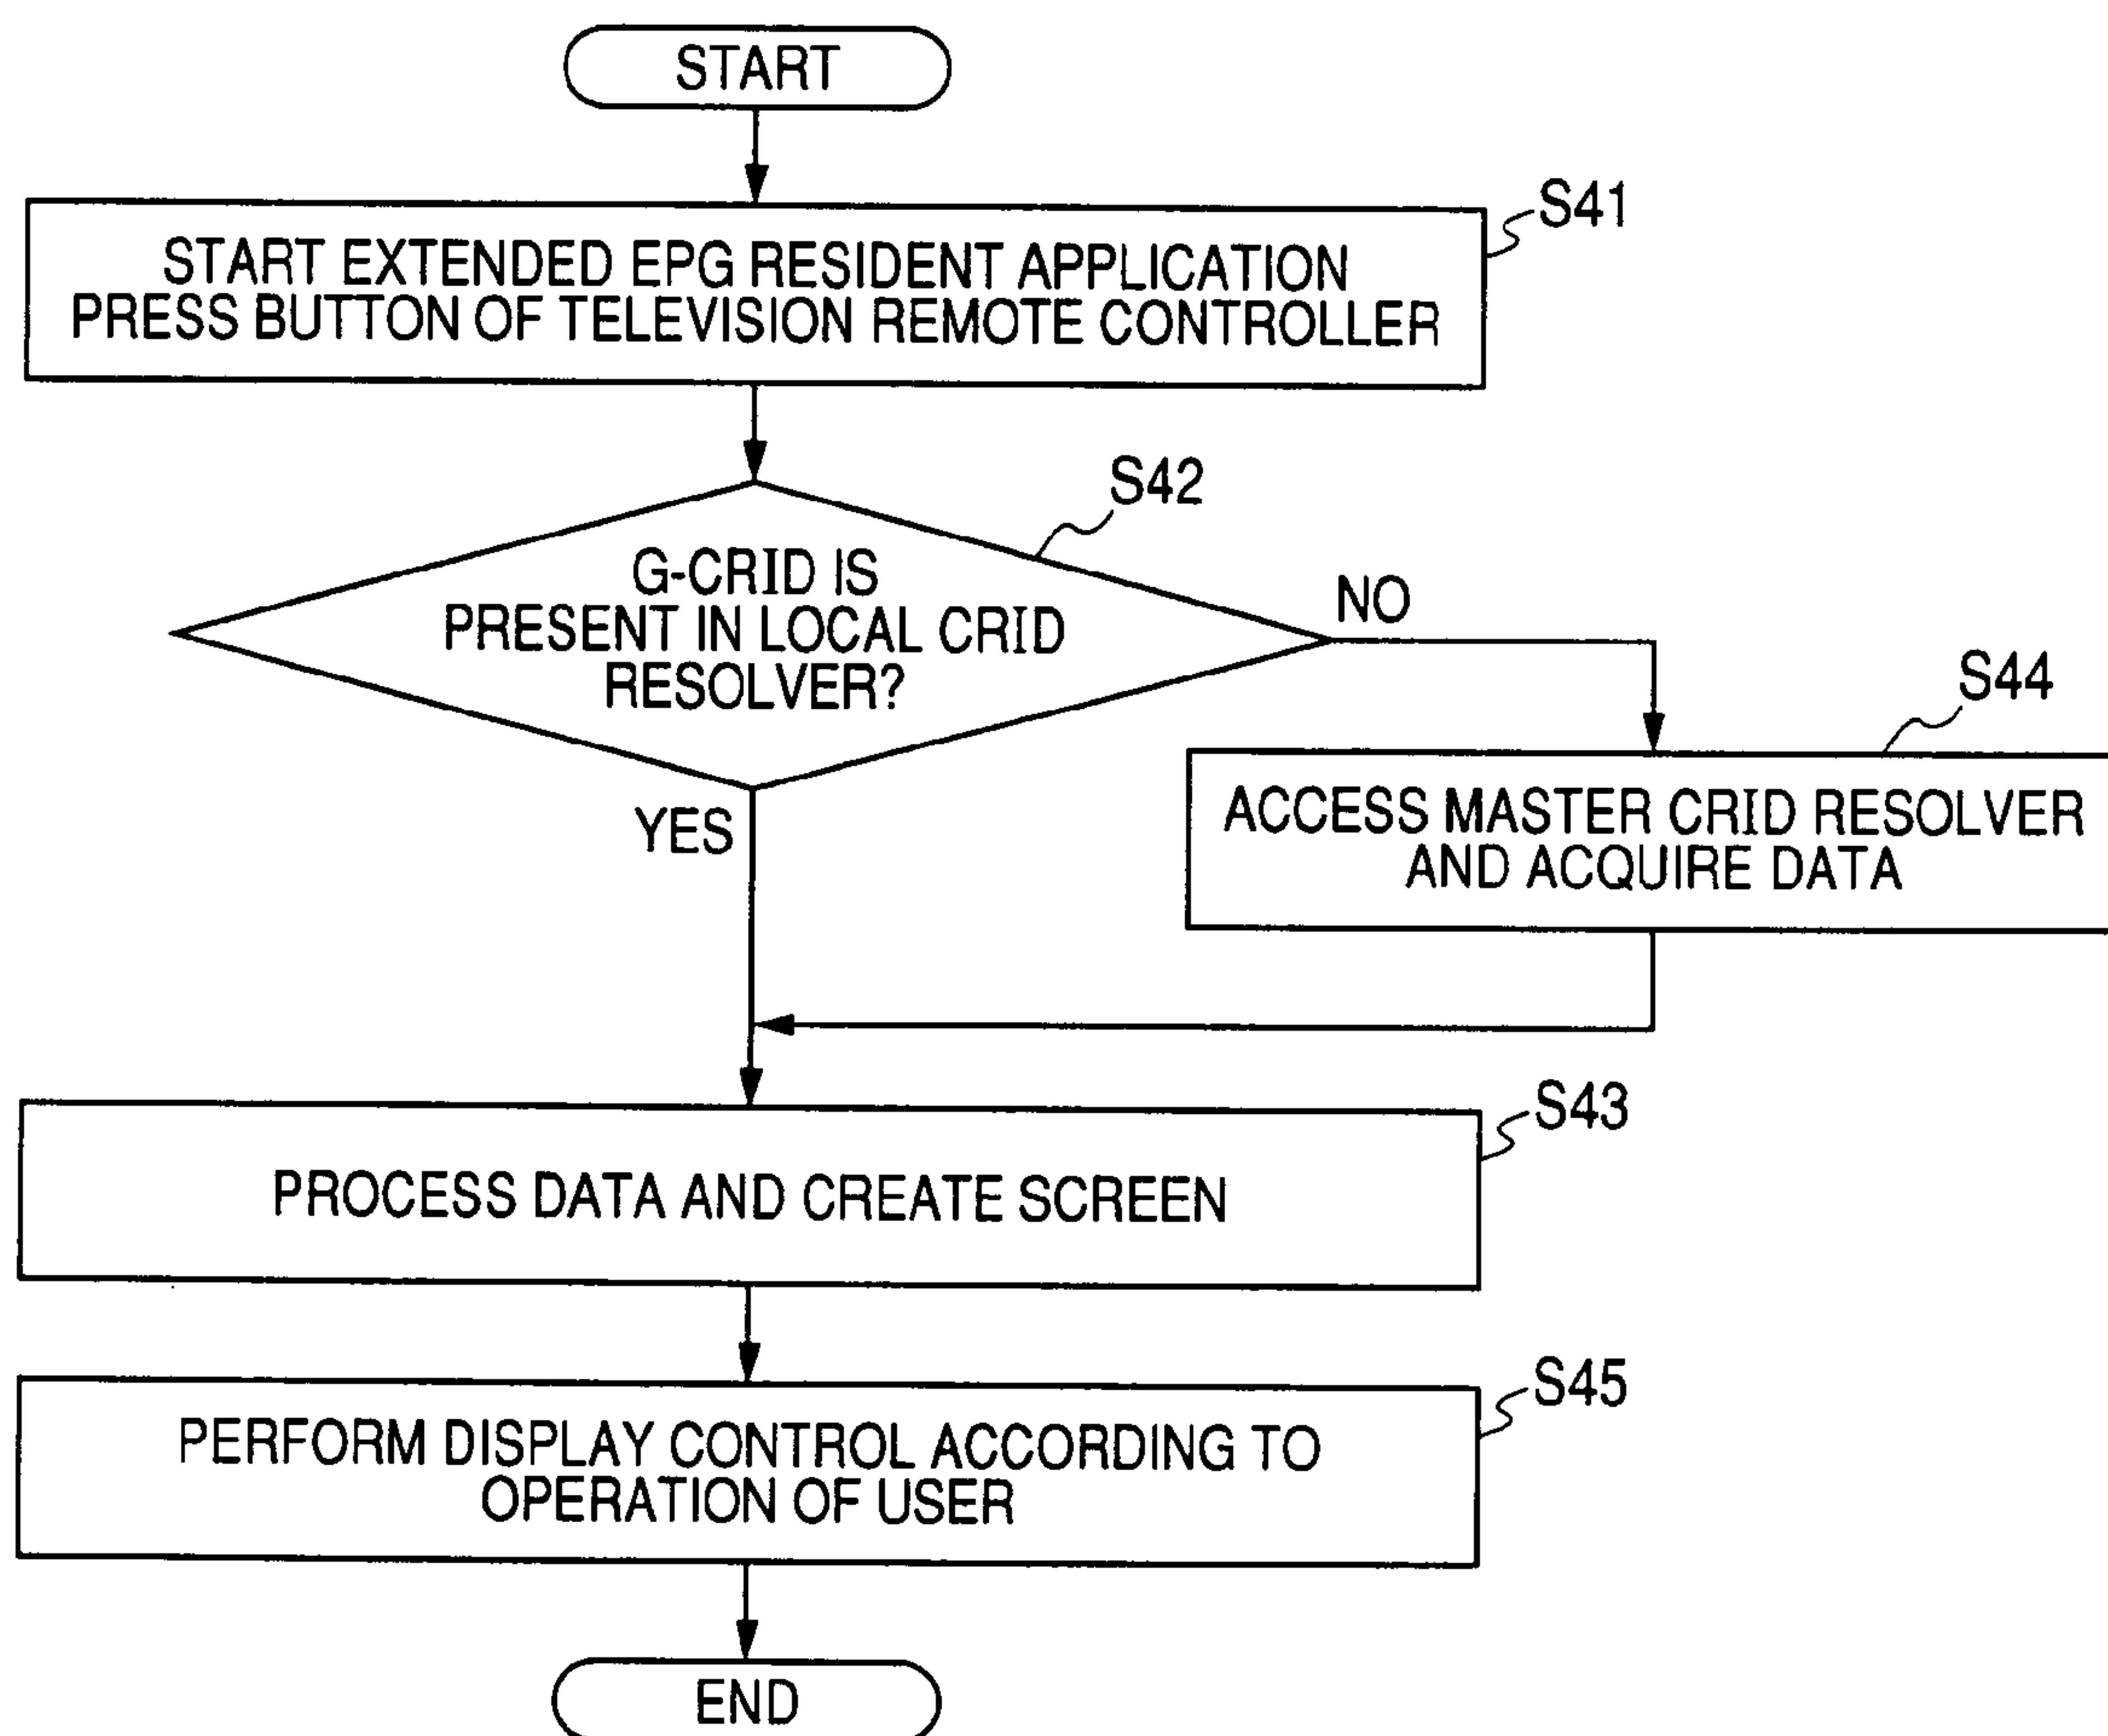 START
S41
START EXTENDED EPG RESIDENT APPLICATION
PRESS BUTTON OF TELEVISION REMOTE CONTROLLER
S42
G-CRID IS
PRESENT IN LOCAL CRID
RESOLVER?
NO
YES
S44
ACCESS MASTER CRID RESOLVER
AND ACQUIRE DATA
S43
PROCESS DATA AND CREATE SCREEN
S45
PERFORM DISPLAY CONTROL ACCORDING TO
OPERATION OF USER
END